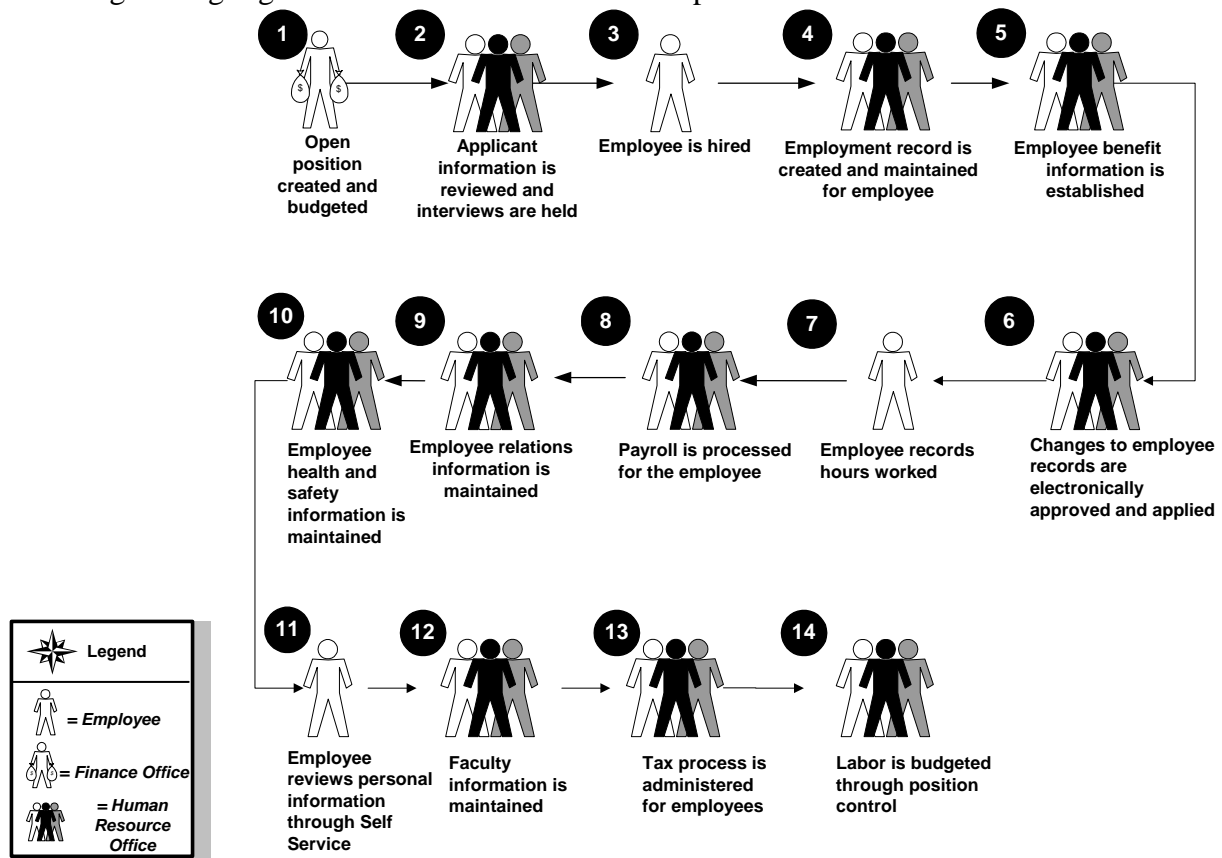 1
Open
position
created and
budgeted
2
Applicant
information is
reviewed and
interviews are held
3
Employee is hired
4
Employment record is
created and maintained
for employee
5
Employee benefit
information is
established
10
Employee
health and
safety
information is
maintained
9
Employee relations
information is
maintained
8
Payroll is processed
for the employee
7
Employee records
hours worked
6
Changes to employee
records are
electronically
approved and applied
11
Employee
reviews personal
information
through Self
Service
12
Faculty
information is
maintained
13
Tax process is
administered
for employees
14
Labor is budgeted
through position
control
Legend
= Employee
$ $ = Finance Office
= Human
Resource
Office
$ $